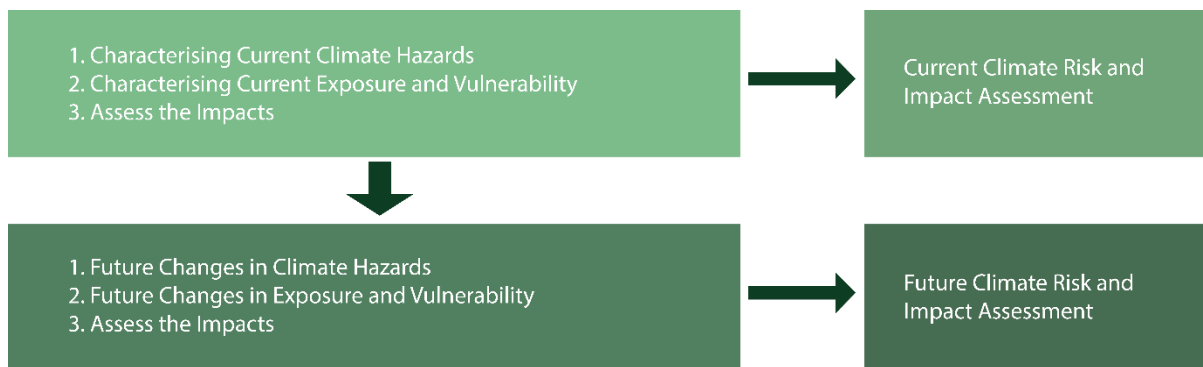 1. Characterising Current Climate Hazards
2. Characterising Current Exposure and Vulnerability
3. Assess the Impacts
Current Climate Risk and
Impact Assessment
1. Future Changes in Climate Hazards
2. Future Changes in Exposure and Vulnerability
3. Assess the Impacts
Future Climate Risk and
Impact Assessment